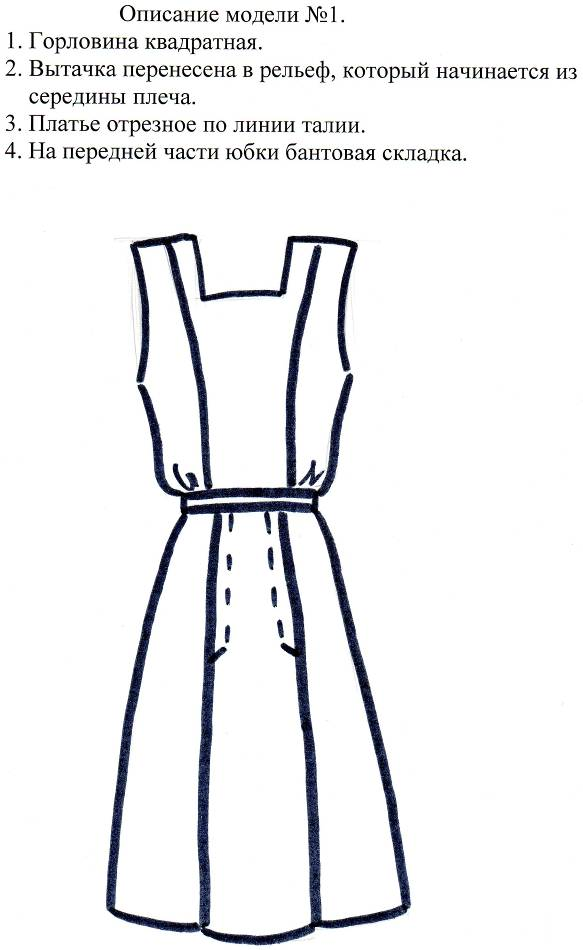 Описание модели №1.
1. Горловина квадратная.
2. Вытачка перенесена в рельеф, который начинается из
середины плеча.
3. Платье отрезное по линии талии.
4. На передней части юбки бантовая складка.